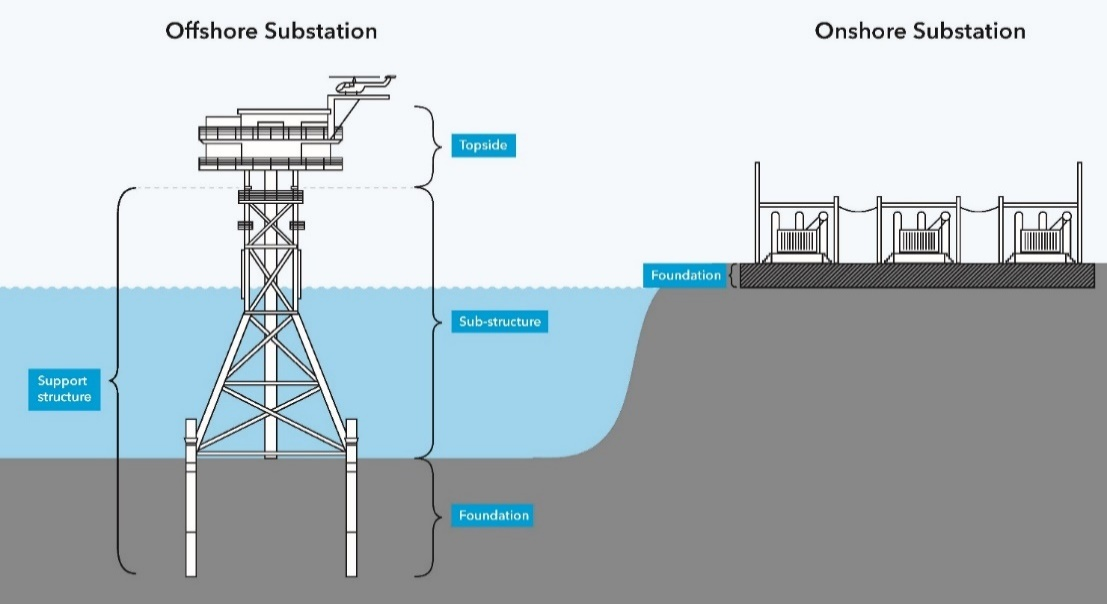 Offshore Substation
Onshore Substation
Topside
Foundation
Sub-structure
Support
structure
Foundation